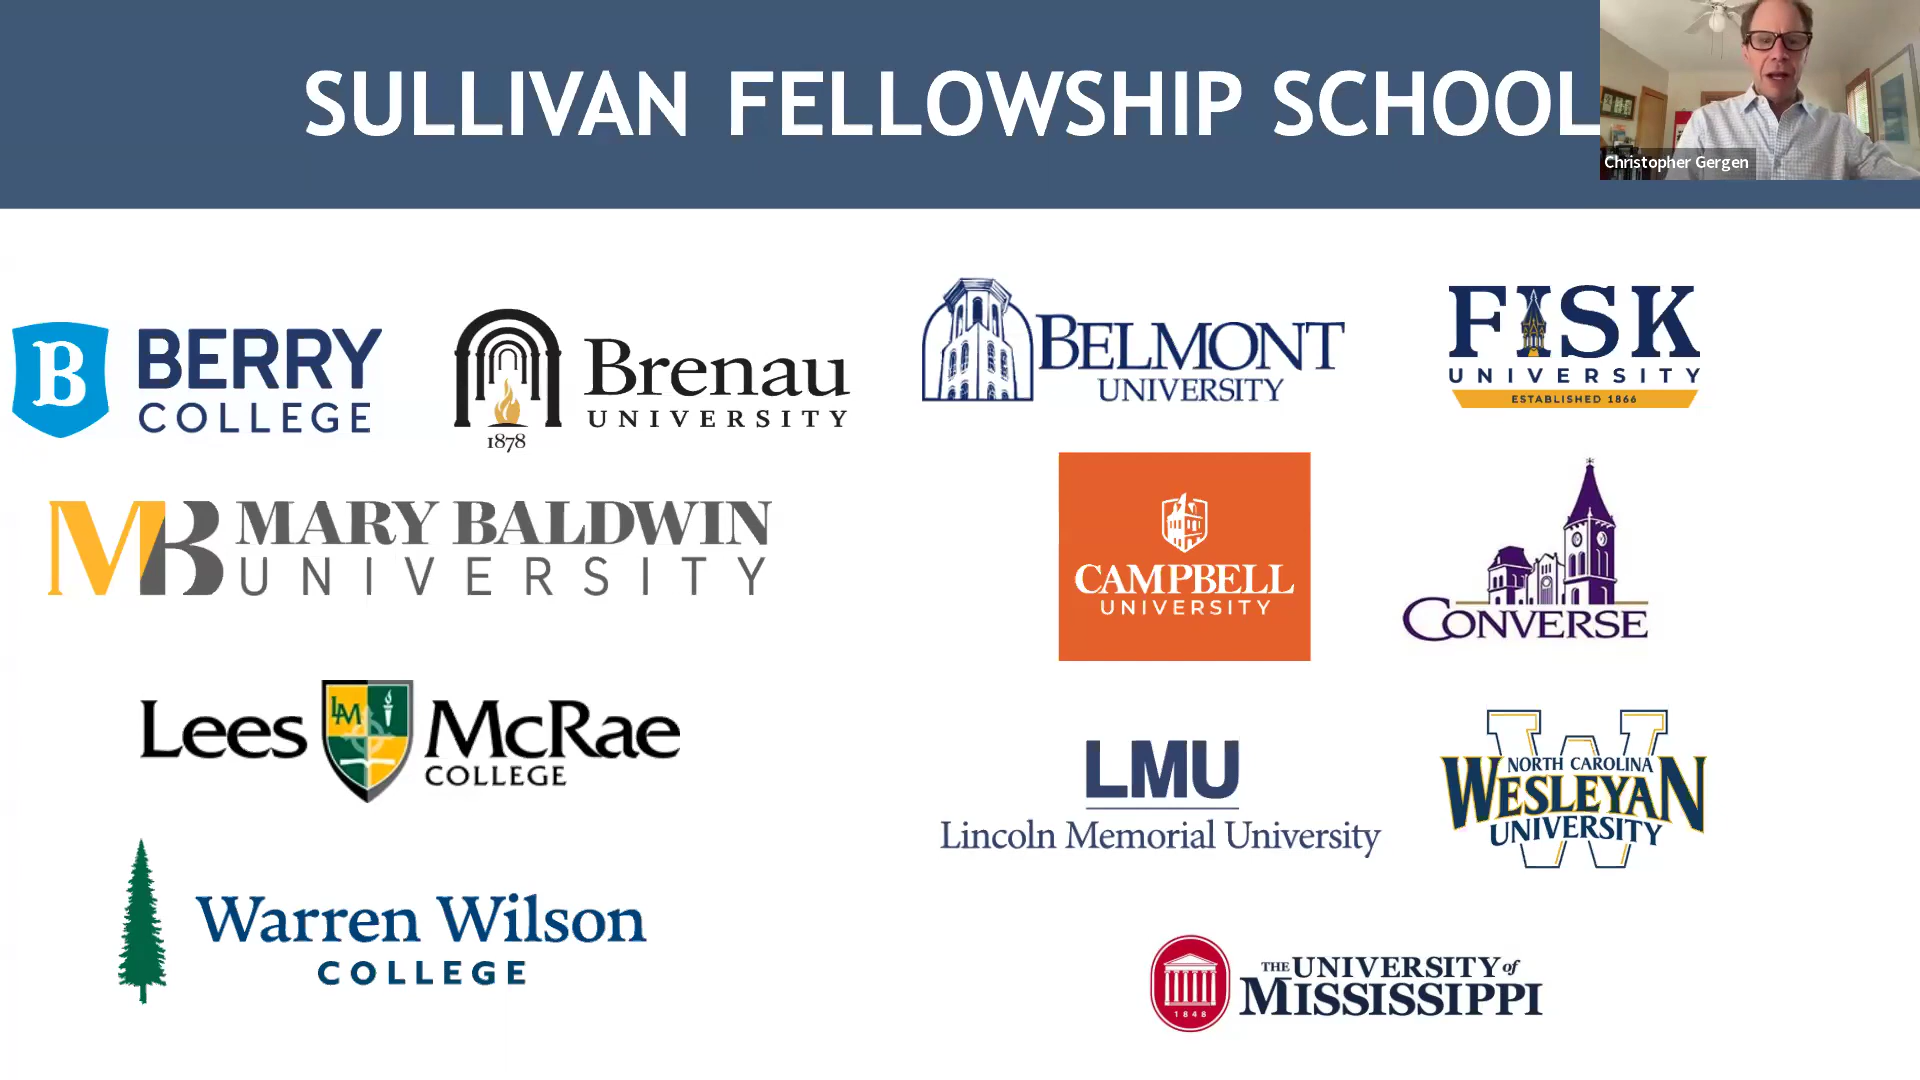 SULLIVAN FELLOWSHIP SCHOOL
Christopher Gergen
B
BERRY
COLLEGE
1878
Brenau
UNIVERSITY
BELMONT
UNIVERSITY
FISK
UNIVERSITY
ESTABLISHED 1866
MB
MARY BALDWIN
UNIVERSITY
CAMPBELL
UNIVERSITY
CONVERSE
Lees
LM
McRae
COLLEGE
LMU
Lincoln Memorial University
W
NORTH CAROLINA
WESLEYAN
UNIVERSITY
Warren Wilson
COLLEGE
1848
THE UNIVERSITY of
MISSISSIPPI